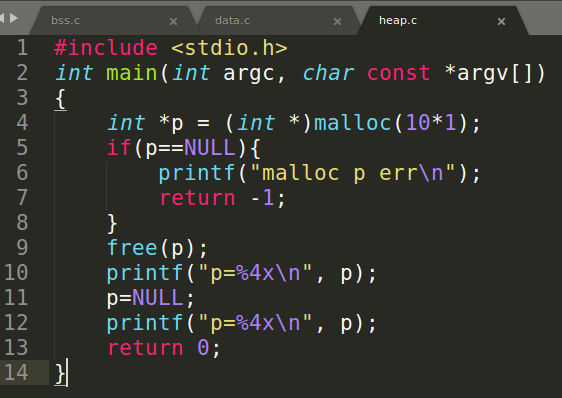 bss.c × data.c × heap.c ×
1 #include <stdio.h>
2 int main(int argc, char const *argv[])
3 {
4     int *p = (int *)malloc(10*1);
5     if(p==NULL){
6         printf("malloc p err\n");
7         return -1;
8     }
9     free(p);
10     printf("p=%4x\n", p);
11     p=NULL;
12     printf("p=%4x\n", p);
13     return 0;
14 }